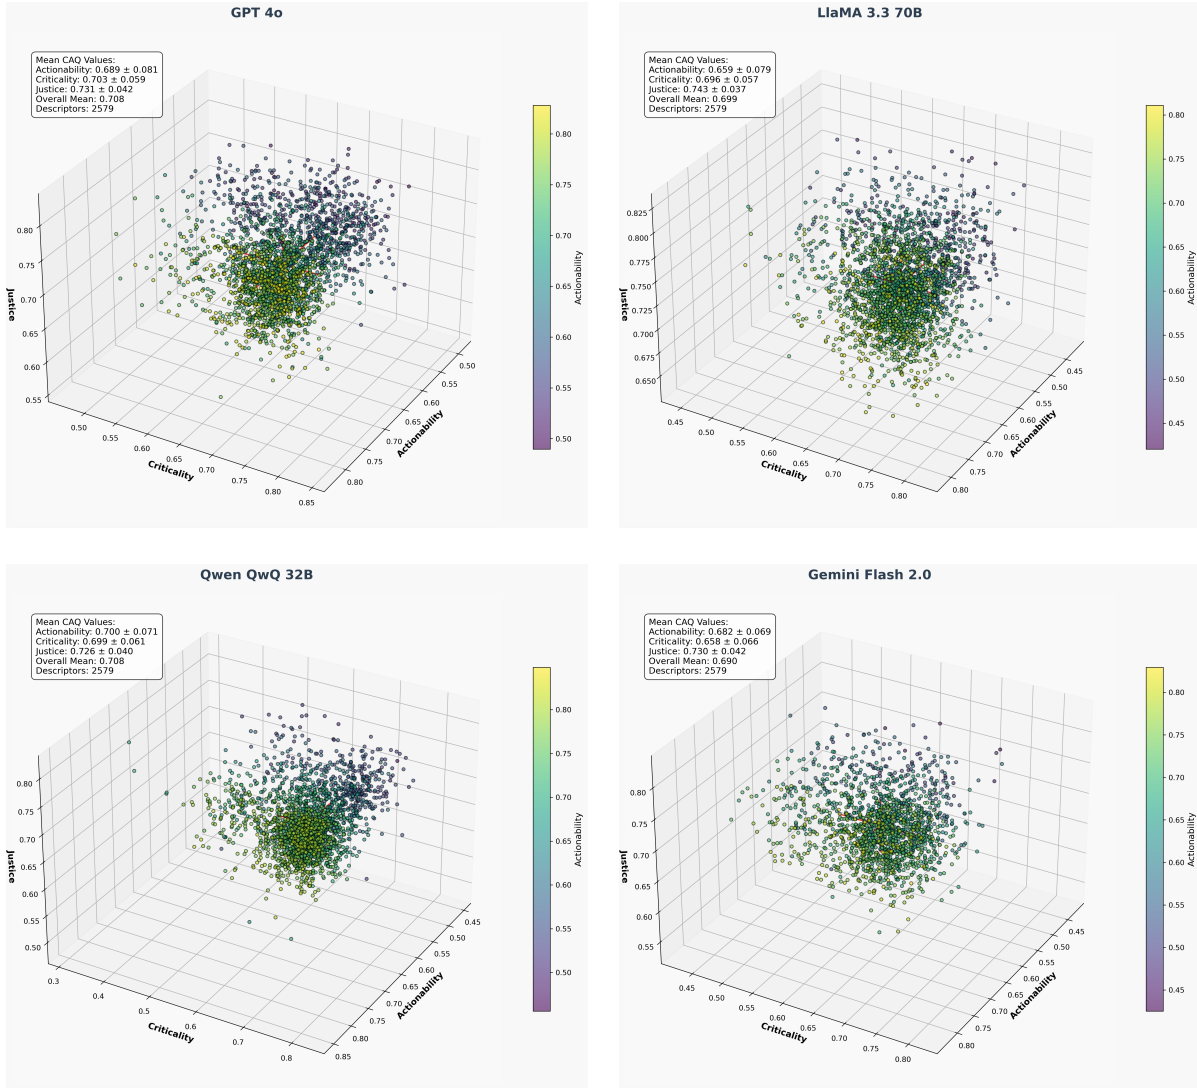 GPT 4o
Mean CAQ Values:
Actionability: 0.689 ± 0.081
Criticality: 0.703 ± 0.059
Justice: 0.731 ± 0.042
Overall Mean: 0.708
Descriptors: 2579
0.80
0.75
0.70
0.65
0.60
0.55
Justice
0.50
0.55
0.60
0.65
0.70
0.75
0.80
0.85
Criticality
0.50
0.55
0.60
0.65
0.70
0.75
0.80
Actionability
0.80
0.75
0.70
0.65
0.60
0.55
0.50
Actionability
LlaMA 3.3 70B
Mean CAQ Values:
Actionability: 0.659 ± 0.079
Criticality: 0.696 ± 0.057
Justice: 0.743 ± 0.037
Overall Mean: 0.699
Descriptors: 2579
0.825
0.800
0.775
0.750
0.725
0.700
0.675
0.650
Justice
0.45
0.50
0.55
0.60
0.65
0.70
0.75
0.80
Criticality
0.45
0.50
0.55
0.60
0.65
0.70
0.75
0.80
Actionability
0.80
0.75
0.70
0.65
0.60
0.55
0.50
0.45
Actionability
Qwen QwQ 32B
Mean CAQ Values:
Actionability: 0.700 ± 0.071
Criticality: 0.699 ± 0.061
Justice: 0.726 ± 0.040
Overall Mean: 0.708
Descriptors: 2579
0.80
0.75
0.70
0.65
0.60
0.55
0.50
Justice
0.3
0.4
0.5
0.6
0.7
0.8
Criticality
0.45
0.50
0.55
0.60
0.65
0.70
0.75
0.80
0.85
Actionability
0.80
0.75
0.70
0.65
0.60
0.55
0.50
Actionability
Gemini Flash 2.0
Mean CAQ Values:
Actionability: 0.682 ± 0.069
Criticality: 0.658 ± 0.066
Justice: 0.730 ± 0.042
Overall Mean: 0.690
Descriptors: 2579
0.80
0.75
0.70
0.65
0.60
0.55
Justice
0.45
0.50
0.55
0.60
0.65
0.70
0.75
0.80
Criticality
0.45
0.50
0.55
0.60
0.65
0.70
0.75
0.80
Actionability
0.80
0.75
0.70
0.65
0.60
0.55
0.50
0.45
Actionability